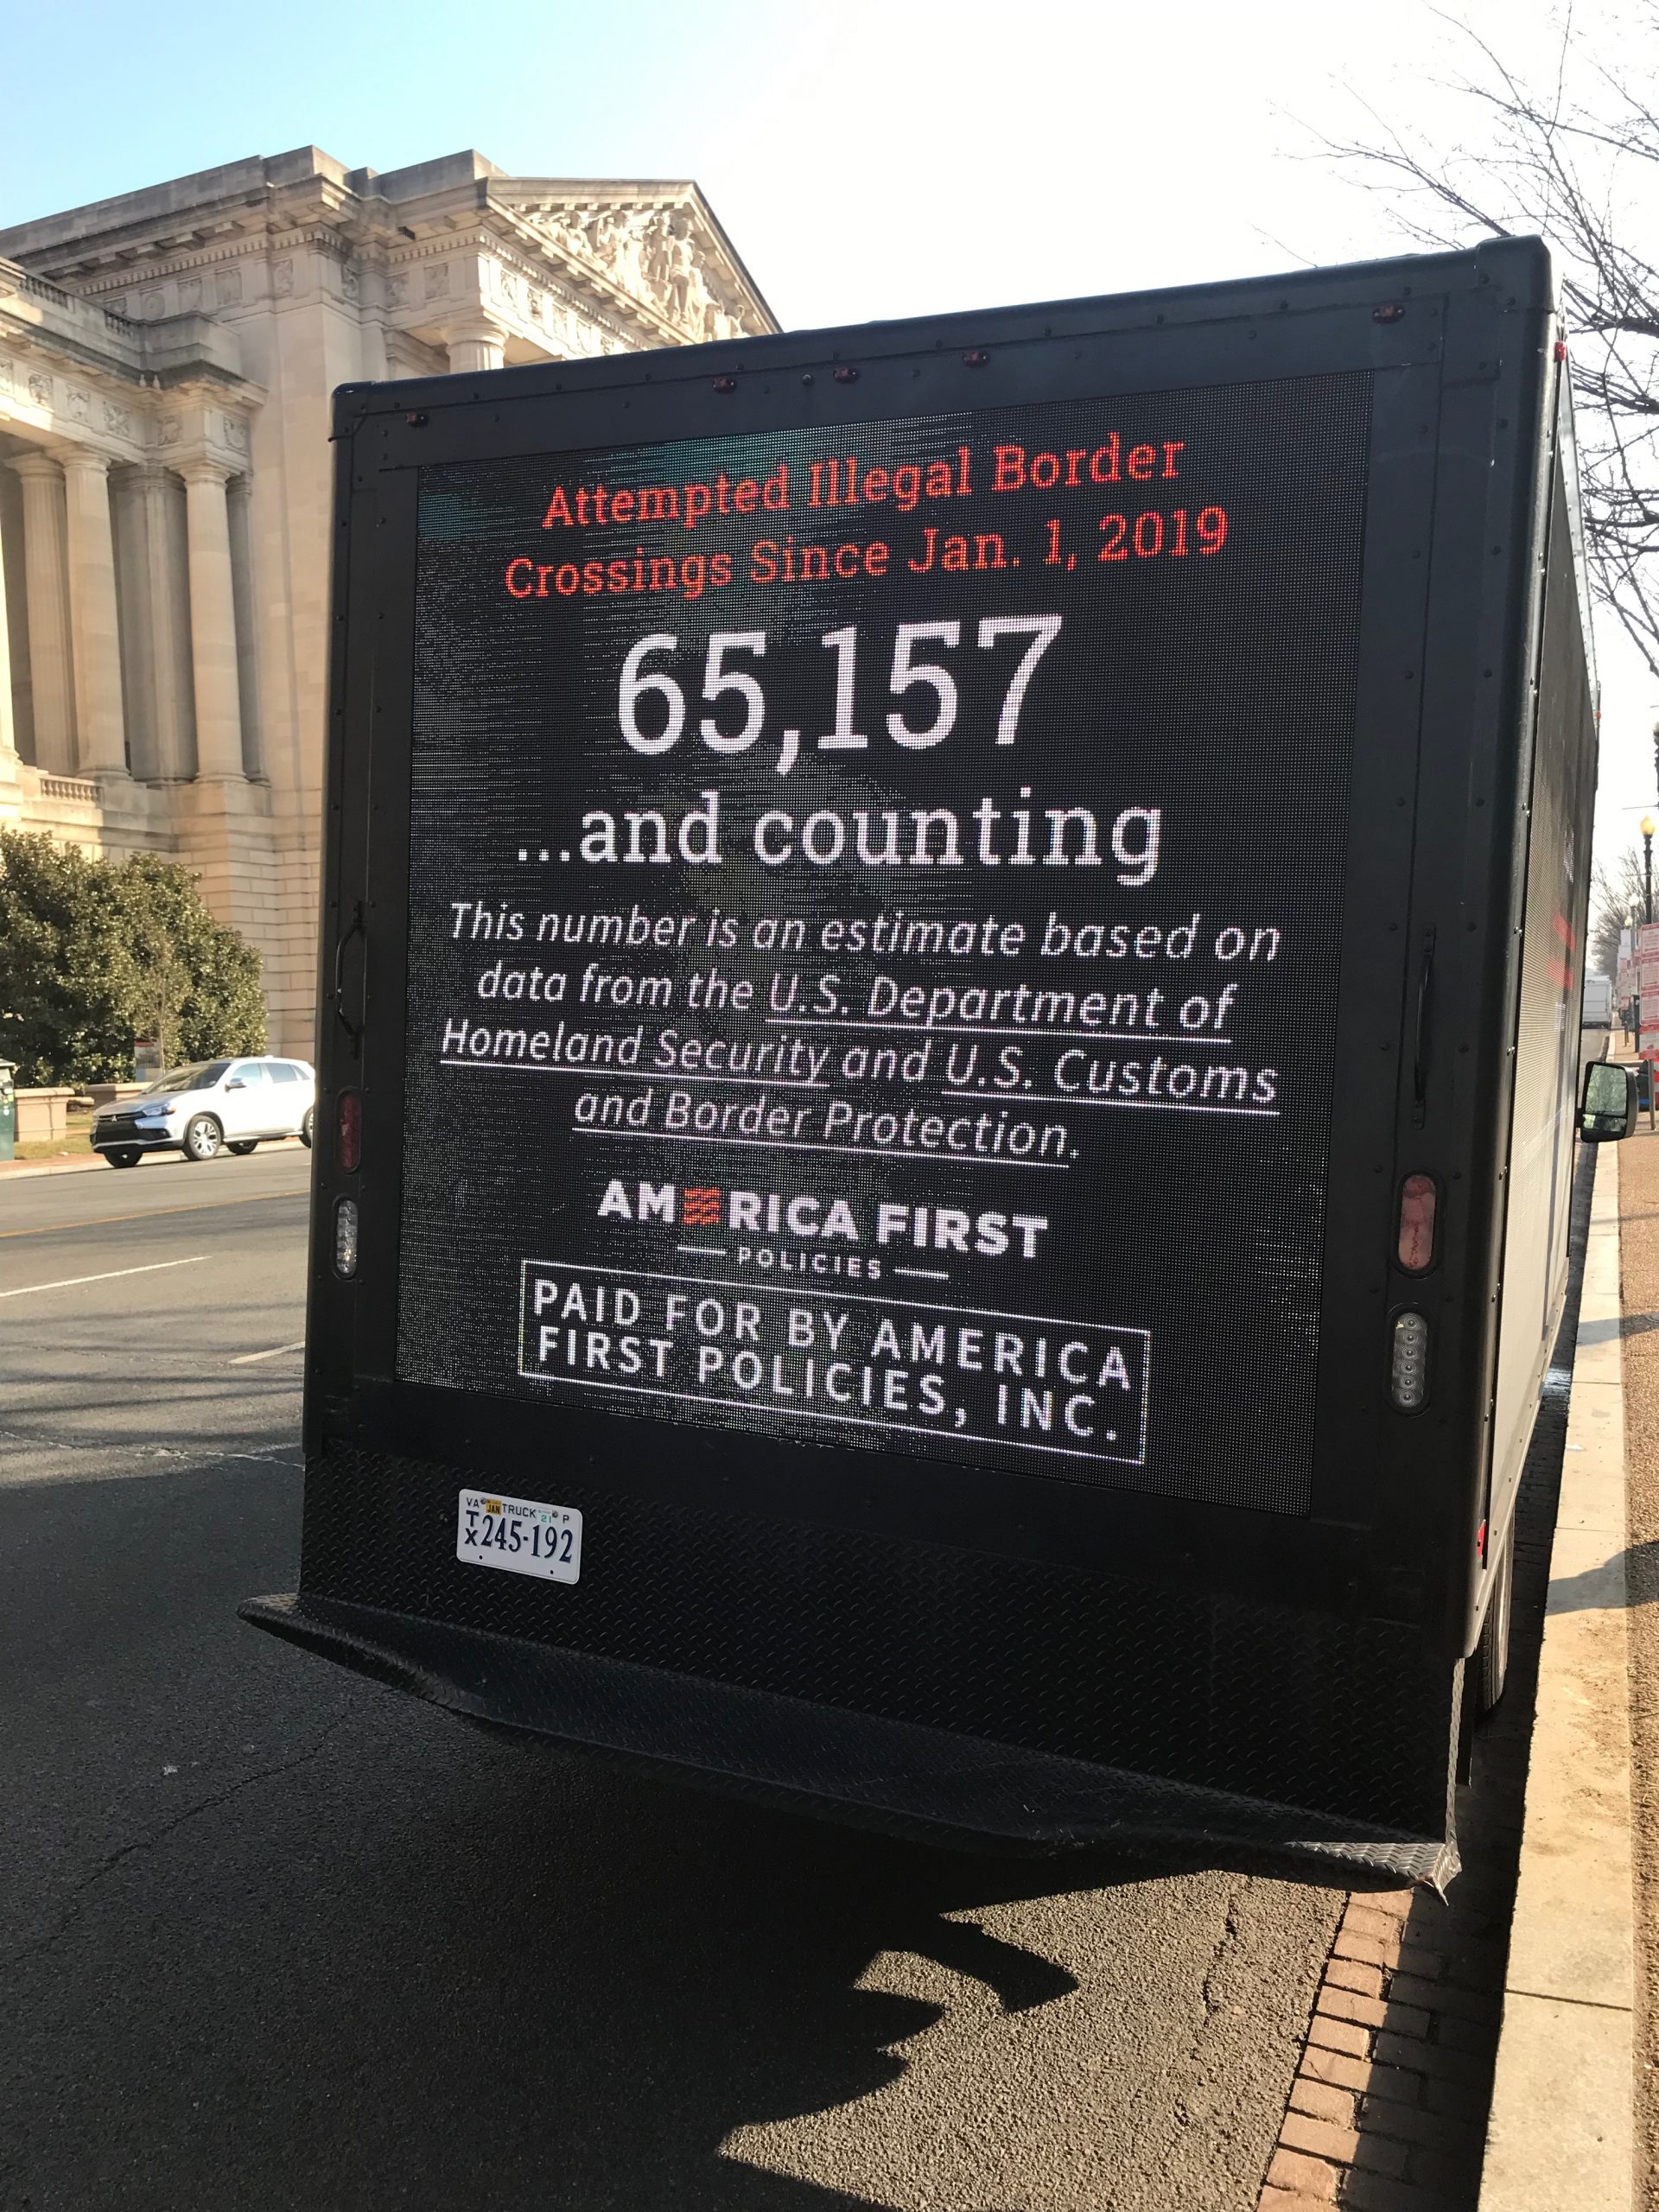 Attempted Illegal Border
Crossings Since Jan. 1, 2019
65,157
...and counting
This number is an estimate based on
data from the U.S. Department of
Homeland Security and U.S. Customs
and Border Protection.
AMERICA FIRST
POLICIES
PAID FOR BY AMERICA
FIRST POLICIES, INC.
VA JAN TRUCK 21 P
TX245-192